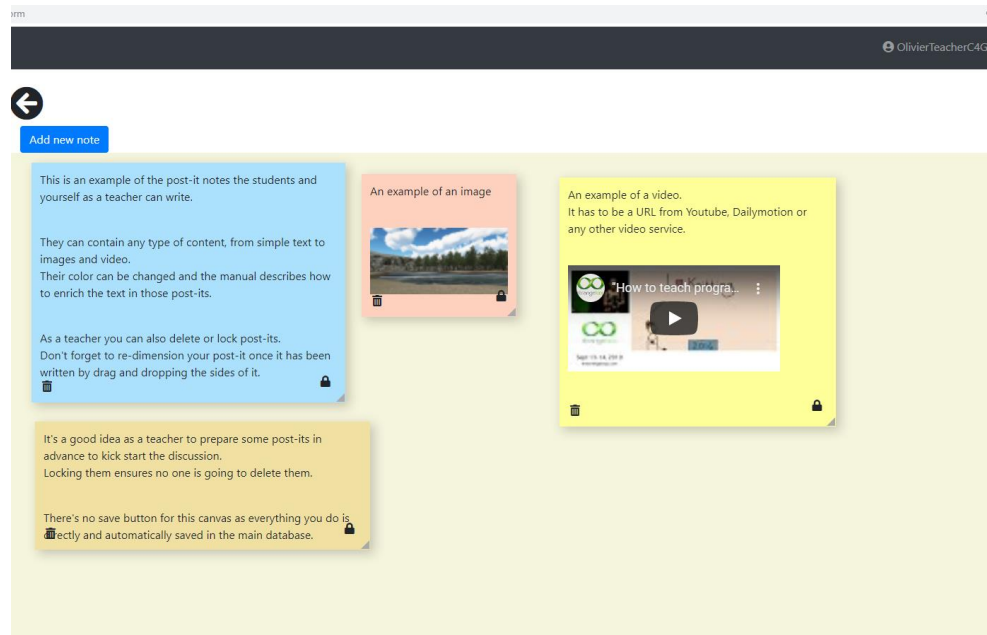 orm
OlivierTeacherC4G
Add new note
This is an example of the post-it notes the students and
yourself as a teacher can write.
They can contain any type of content, from simple text to
images and video.
Their color can be changed and the manual describes how
to enrich the text in those post-its.
As a teacher you can also delete or lock post-its.
Don't forget to re-dimension your post-it once it has been
written by drag and dropping the sides of it.
An example of an image
An example of a video.
It has to be a URL from Youtube, Dailymotion or
any other video service.
"How to teach progra...
It's a good idea as a teacher to prepare some post-its in
advance to kick start the discussion.
Locking them ensures no one is going to delete them.
There's no save button for this canvas as everything you do is
directly and automatically saved in the main database.